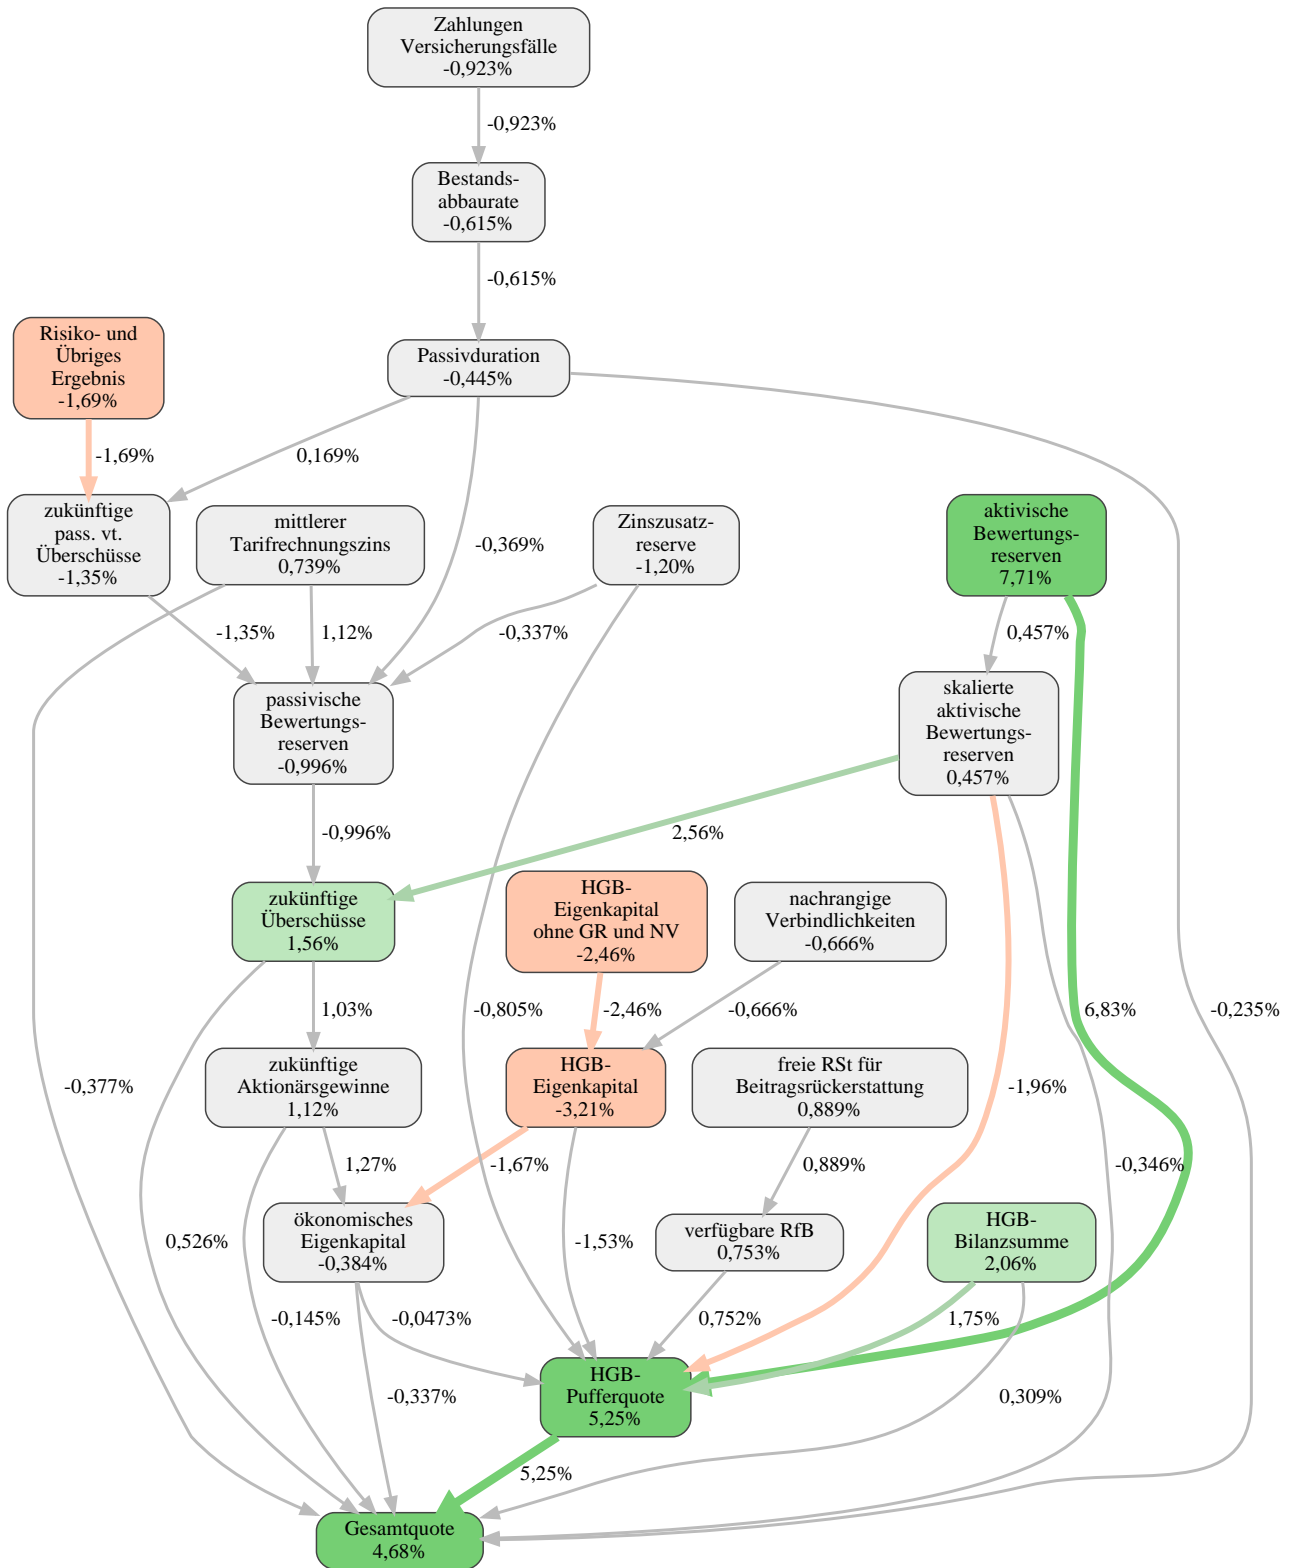 Zahlungen
Versicherungsfälle
-0,923%
-0,923%
Bestands-
abbaurate
-0,615%
-0,615%
Risiko- und
Übriges
Ergebnis
-1,69%
Passivduration
-0,445%
-1,69%
0,169%
-0,369%
zukünftige
pass. vt.
Überschüsse
-1,35%
mittlerer
Tarifrechnungszins
0,739%
Zinszusatz-
reserve
-1,20%
aktivische
Bewertungs-
reserven
7,71%
-1,35%
1,12%
-0,337%
0,457%
passivische
Bewertungs-
reserven
-0,996%
skalierte
aktivische
Bewertungs-
reserven
0,457%
-0,996%
2,56%
zukünftige
Überschüsse
1,56%
HGB-
Eigenkapital
ohne GR und NV
-2,46%
nachrangige
Verbindlichkeiten
-0,666%
1,03%
-0,805%
-2,46%
-0,666%
6,83%
-0,235%
zukünftige
Aktionärsgewinne
1,12%
HGB-
Eigenkapital
-3,21%
freie RSt für
Beitragsrückerstattung
0,889%
-0,377%
-1,96%
1,27%
-1,67%
0,889%
-0,346%
ökonomisches
Eigenkapital
-0,384%
verfügbare RfB
0,753%
HGB-
Bilanzsumme
2,06%
0,526%
-1,53%
-0,145%
-0,0473%
0,752%
1,75%
HGB-
Pufferquote
5,25%
-0,337%
0,309%
5,25%
Gesamtquote
4,68%